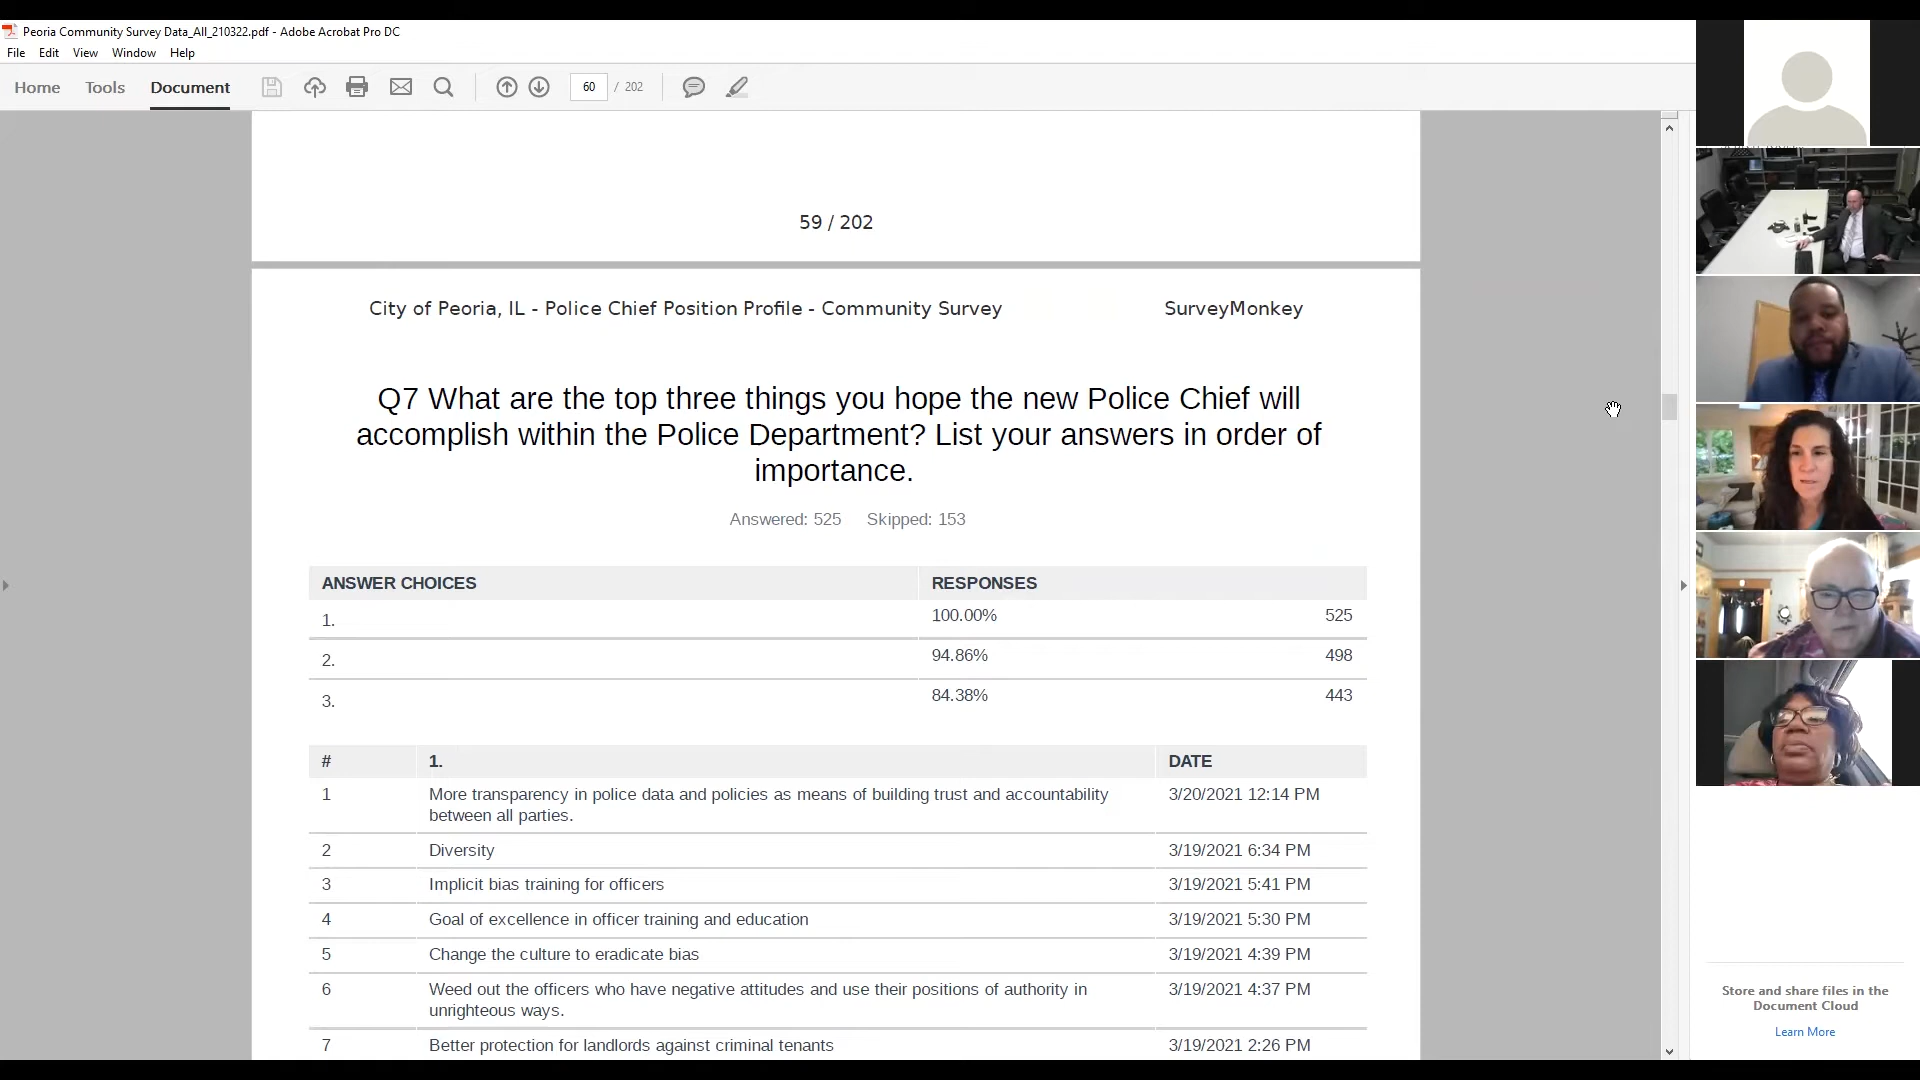 Peoria Community Survey Data_All_210322.pdf - Adobe Acrobat Pro DC
File Edit View Window Help
Home Tools Document 60 / 202
59 / 202
City of Peoria, IL - Police Chief Position Profile - Community Survey SurveyMonkey
Q7 What are the top three things you hope the new Police Chief will
accomplish within the Police Department? List your answers in order of
importance.
Answered: 525 Skipped: 153
ANSWER CHOICES RESPONSES
1. 100.00% 525
2. 94.86% 498
3. 84.38% 443
# 1. DATE
1 More transparency in police data and policies as means of building trust and accountability 3/20/2021 12:14 PM
between all parties.
2 Diversity 3/19/2021 6:34 PM
3 Implicit bias training for officers 3/19/2021 5:41 PM
4 Goal of excellence in officer training and education 3/19/2021 5:30 PM
5 Change the culture to eradicate bias 3/19/2021 4:39 PM
6 Weed out the officers who have negative attitudes and use their positions of authority in 3/19/2021 4:37 PM
unrighteous ways.
7 Better protection for landlords against criminal tenants 3/19/2021 2:26 PM
Store and share files in the
Document Cloud
Learn More